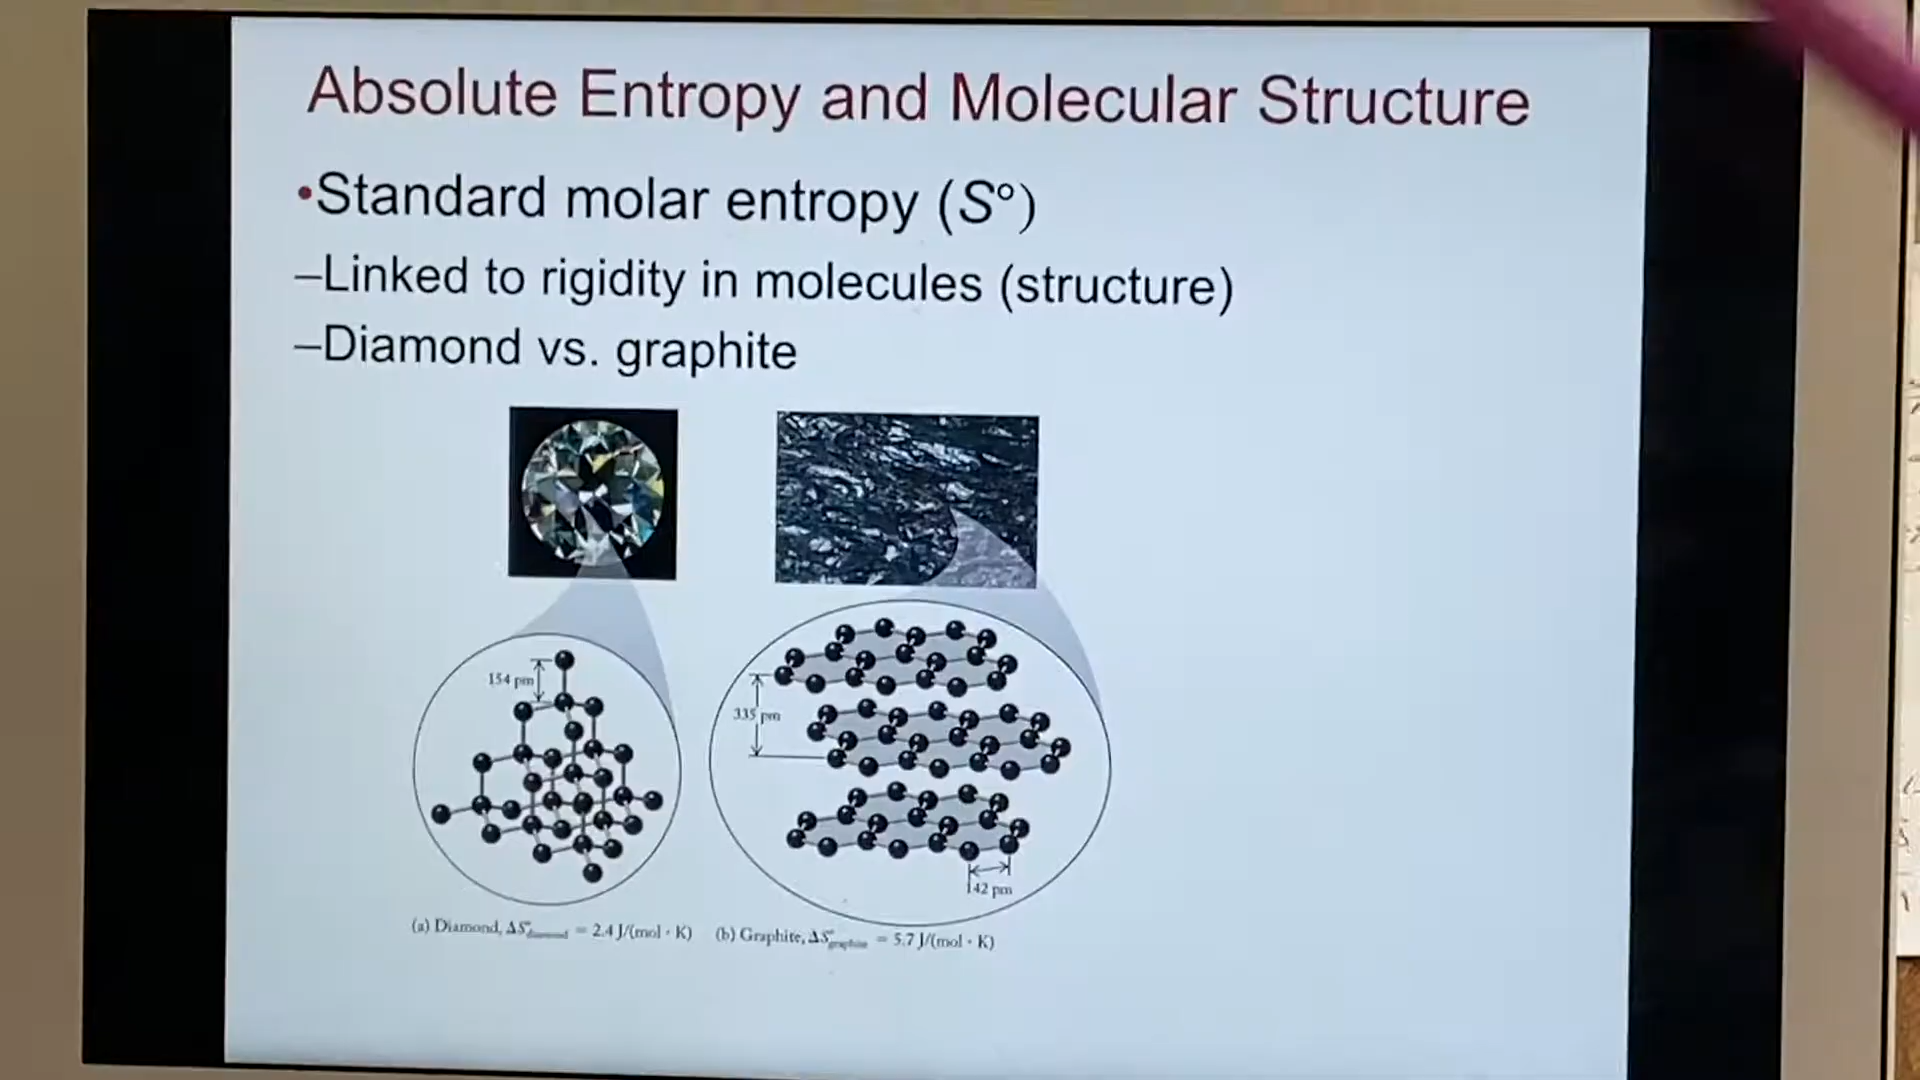 Absolute Entropy and Molecular Structure
•Standard molar entropy (S°)
–Linked to rigidity in molecules (structure)
–Diamond vs. graphite
154 pm
335 pm
142 pm
(a) Diamond, ΔS°diamond = 2.4 J/(mol · K)
(b) Graphite, ΔS°graphite = 5.7 J/(mol · K)